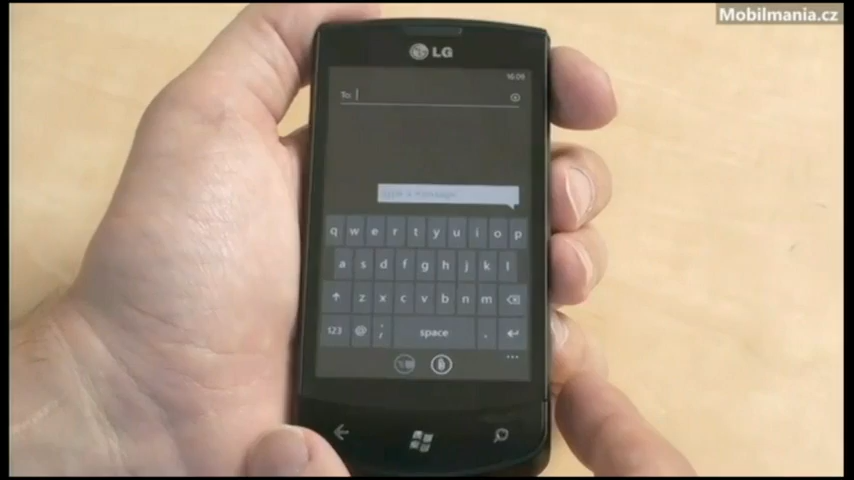 Mobilmania.cz
LG
16:09
To:
type a message
q w e r t y u i o p
a s d f g h j k l
z x c v b n m
123 @ , ; space .